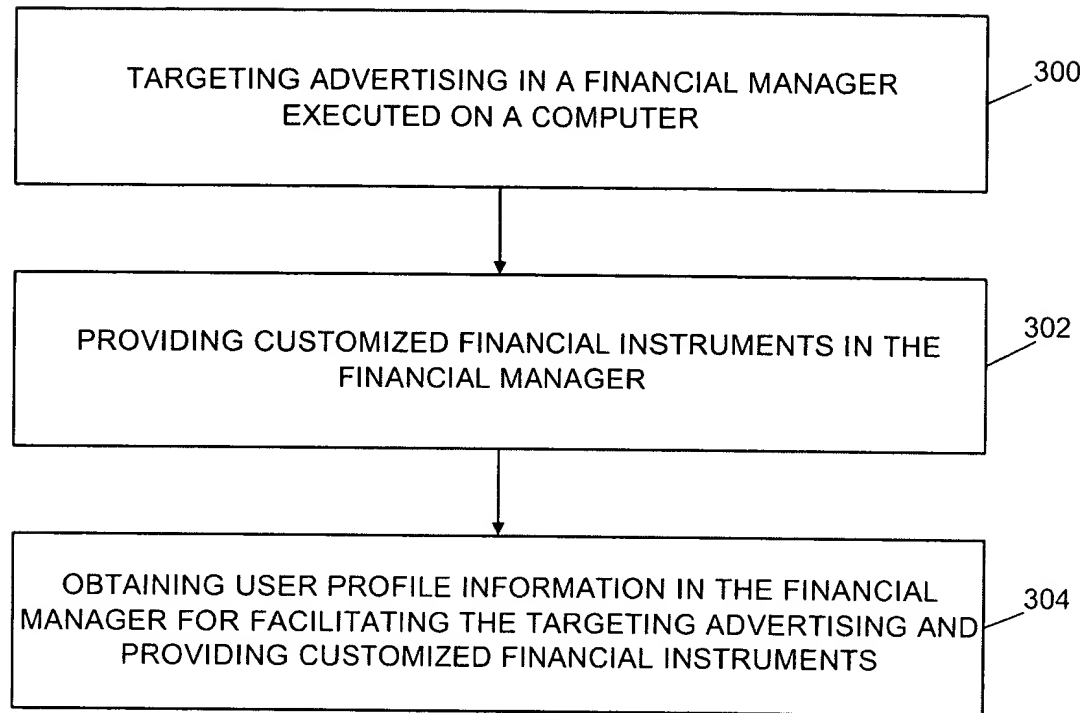 TARGETING ADVERTISING IN A FINANCIAL MANAGER
EXECUTED ON A COMPUTER
300
PROVIDING CUSTOMIZED FINANCIAL INSTRUMENTS IN THE
FINANCIAL MANAGER
302
OBTAINING USER PROFILE INFORMATION IN THE FINANCIAL
MANAGER FOR FACILITATING THE TARGETING ADVERTISING AND
PROVIDING CUSTOMIZED FINANCIAL INSTRUMENTS
304